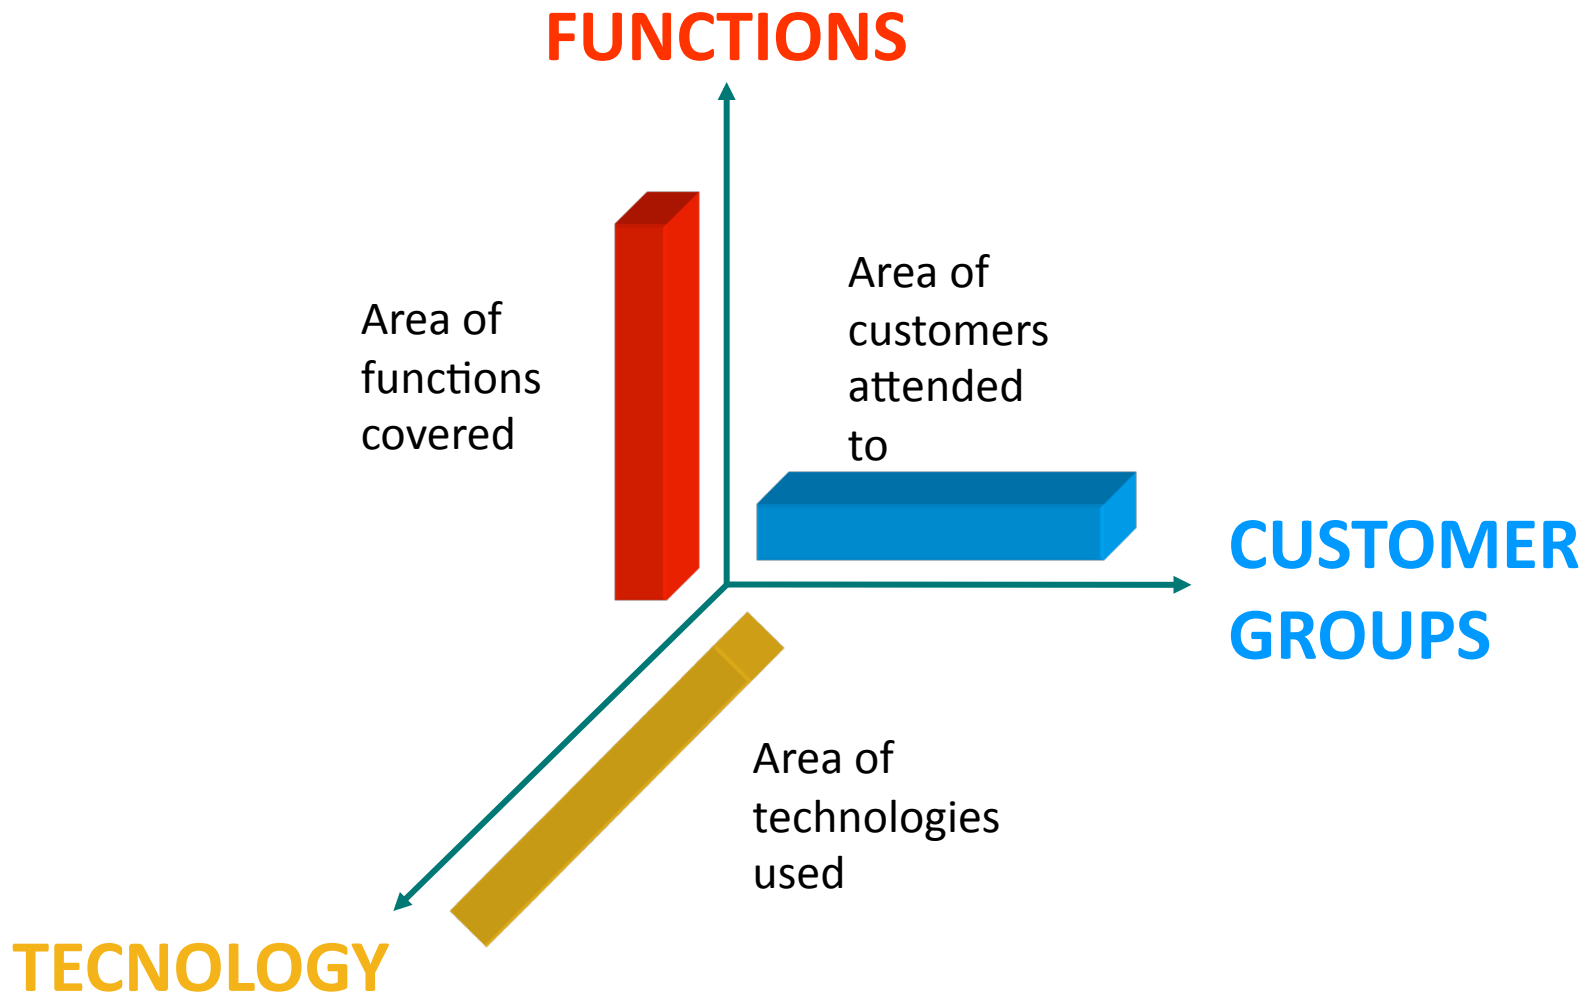 FUNCTIONS
Area of
functions
covered
Area of
customers
attended
to
CUSTOMER
GROUPS
Area of
technologies
used
TECNOLOGY